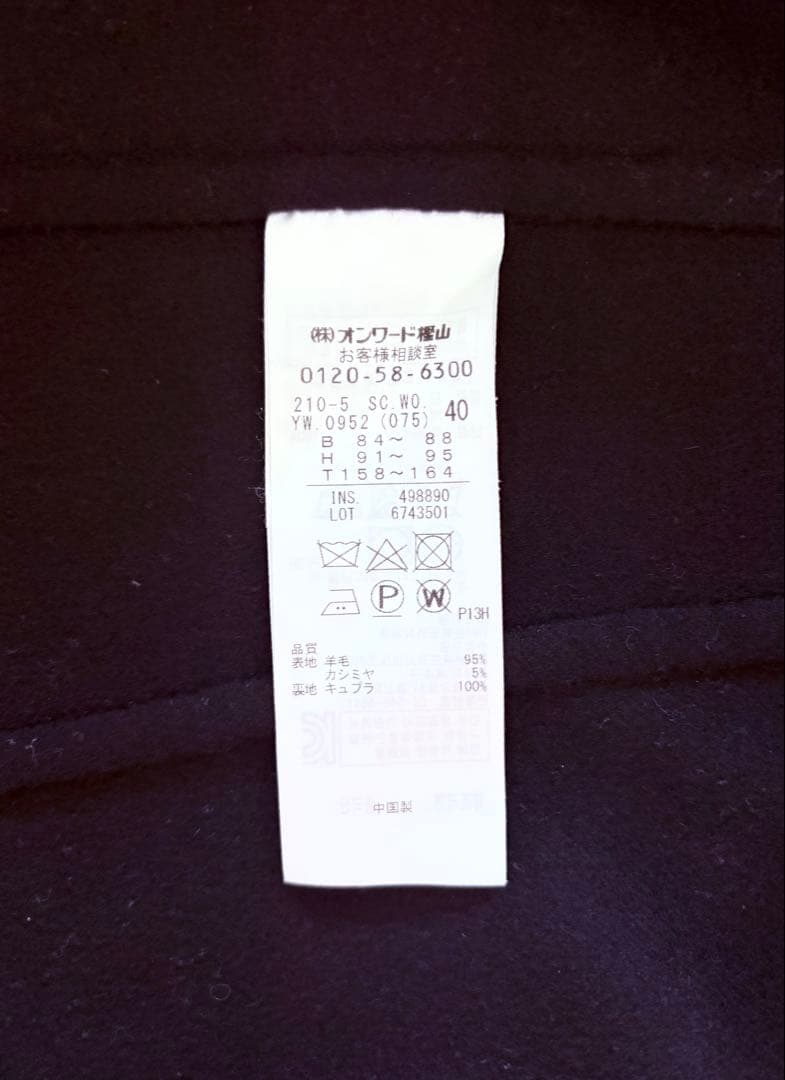 (株)オンワード樫山
お客様相談室
0120-58-6300
210-5 SC.WO. 40
YW.0952(075)
B 84～ 88
H 91～ 95
T158～164
INS. 498890
LOT 6743501
P
W
P13H
品質
表地 羊毛 95%
カシミヤ 5%
裏地 キュプラ 100%
中国製